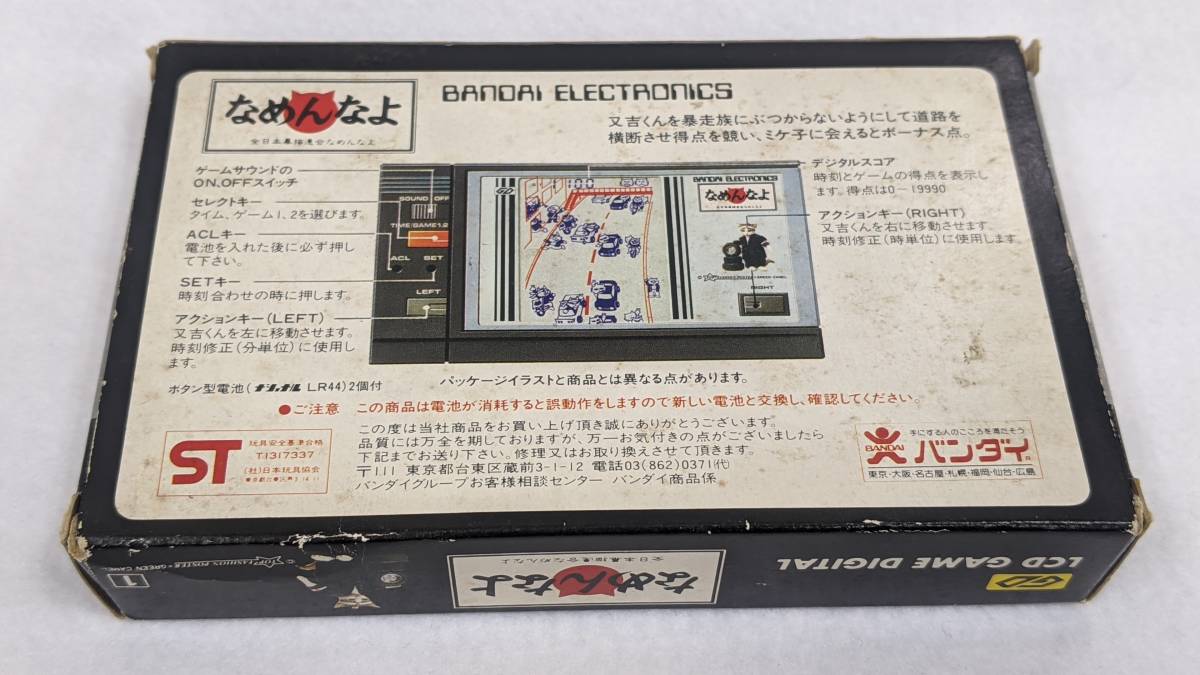 なめんなよ
全日本暴猫連合なめんなよ
BANDAI ELECTRONICS
又吉くんを暴走族にぶつからないようにして道路を
横断させ得点を競い、ミケ子に会えるとボーナス点。
ゲームサウンドの
ON,OFFスイッチ
セレクトキー
タイム、ゲーム1、2を選びます。
ACLキー
電池を入れた後に必ず押し
て下さい。
SETキー
時刻合わせの時に押します。
アクションキー(LEFT)
又吉くんを左に移動させます。
時刻修正(分単位)に使用し
ます。
SOUND OFF
TIME/GAME1.2
ACL SET
LEFT
GD
100
BANDAI ELECTRONICS
なめんなよ
RIGHT
デジタルスコア
時刻とゲームの得点を表示し
ます。得点は0〜19990
アクションキー(RIGHT)
又吉くんを右に移動させます。
時刻修正(時単位)に使用します。
ボタン型電池(ナショナル LR44)2個付
パッケージイラストと商品とは異なる点があります。
●ご注意 この商品は電池が消耗すると誤動作をしますので新しい電池と交換し、確認してください。
ST
玩具安全基準合格
T1317337
(社)日本玩具協会
この度は当社商品をお買い上げ頂き誠にありがとうございます。
品質には万全を期しておりますが、万一お気付きの点がございましたら
下記までお送り下さい。修理又はお取り換えさせて頂きます。
〒111 東京都台東区蔵前3-1-12 電話03(862)0371(代)
バンダイグループお客様相談センター バンダイ商品係
BANDAI
手にする人のこころを満たそう
バンダイ
東京・大阪・名古屋・札幌・福岡・仙台・広島
GD
LCD GAME DIGITAL
なめんなよ
全日本暴猫連合なめんなよ
FASHION POSTER・GREEN CAMEL
1